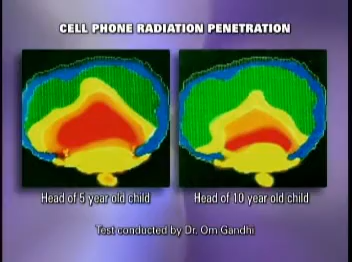 CELL PHONE RADIATION PENETRATION
Head of 5 year old child
Head of 10 year old child
Test conducted by Dr. Om Gandhi